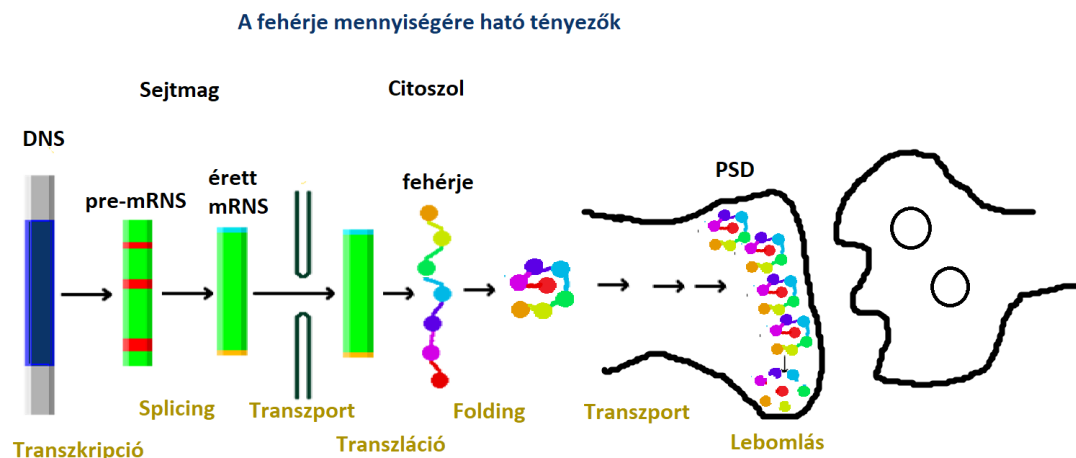 A fehérje mennyiségére ható tényezők
Sejtmag
Citoszol
DNS
pre-mRNS
érett
mRNS
fehérje
PSD
Splicing
Transzport
Folding
Transzport
Transzkripció
Transzláció
Lebomlás